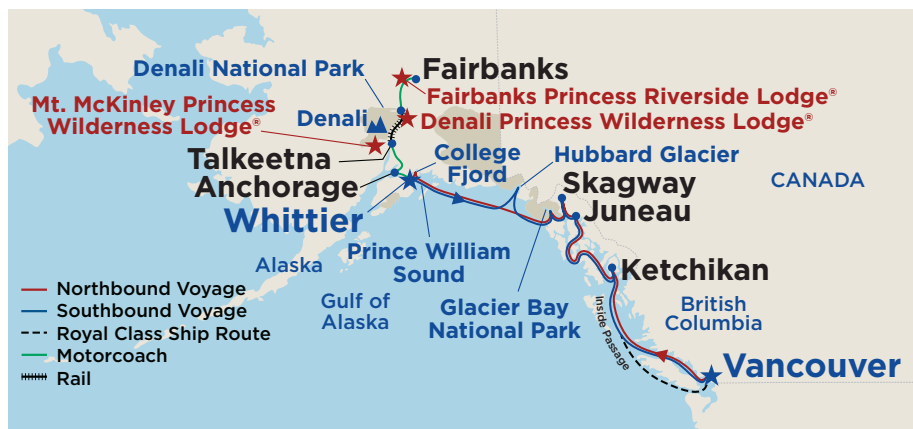 Denali National Park
Fairbanks
Mt. McKinley Princess
Wilderness Lodge®
Fairbanks Princess Riverside Lodge®
Denali
Denali Princess Wilderness Lodge®
Talkeetna
College
Fjord
Hubbard Glacier
Anchorage
Skagway
CANADA
Whittier
Juneau
Prince William
Sound
Alaska
Ketchikan
Gulf of
Alaska
Glacier Bay
National Park
Inside Passage
British
Columbia
Vancouver
Northbound Voyage
Southbound Voyage
Royal Class Ship Route
Motorcoach
Rail